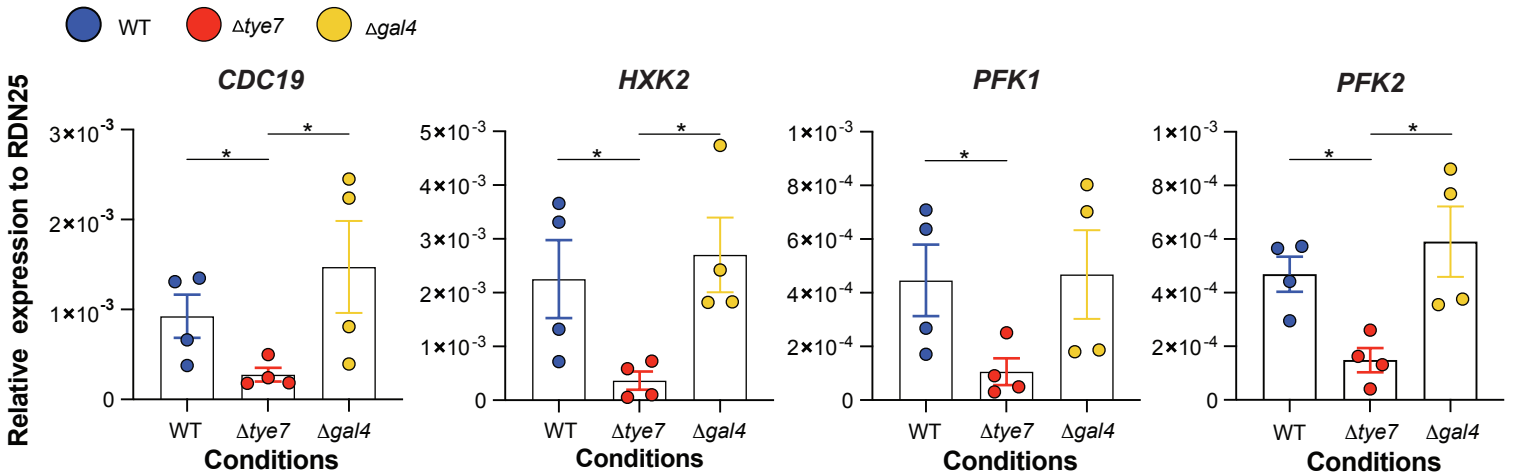 WT Δtye7 Δgal4
Relative expression to RDN25
CDC19
3×10⁻³
2×10⁻³
1×10⁻³
0
*
*
WT Δtye7 Δgal4
Conditions
HXK2
5×10⁻³
4×10⁻³
3×10⁻³
2×10⁻³
1×10⁻³
0
*
*
WT Δtye7 Δgal4
Conditions
PFK1
1×10⁻³
8×10⁻⁴
6×10⁻⁴
4×10⁻⁴
2×10⁻⁴
0
*
WT Δtye7 Δgal4
Conditions
PFK2
1×10⁻³
8×10⁻⁴
6×10⁻⁴
4×10⁻⁴
2×10⁻⁴
0
*
*
WT Δtye7 Δgal4
Conditions